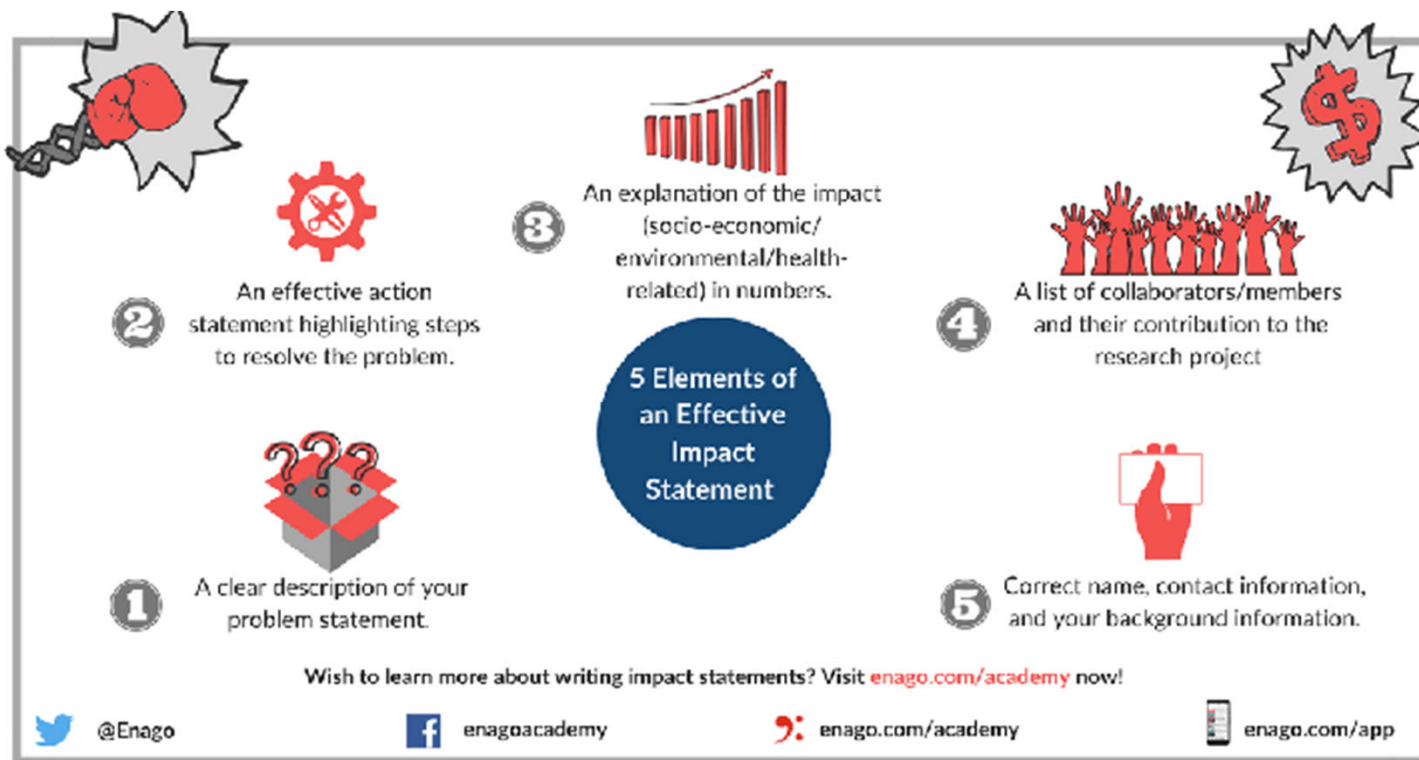 5 Elements of
an Effective
Impact
Statement
1
A clear description of your
problem statement.
2
An effective action
statement highlighting steps
to resolve the problem.
3
An explanation of the impact
(socio-economic/
environmental/health-
related) in numbers.
4
A list of collaborators/members
and their contribution to the
research project
5
Correct name, contact information,
and your background information.
Wish to learn more about writing impact statements? Visit enago.com/academy now!
@Enago
enagoacademy
enago.com/academy
enago.com/app